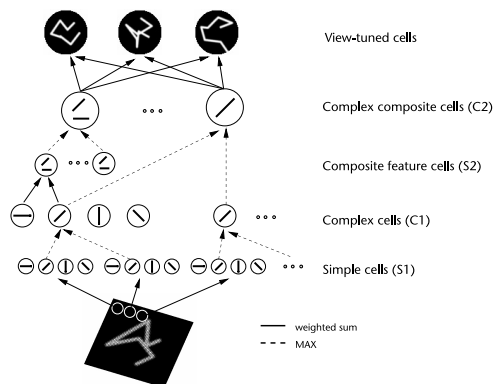 View-tuned cells
Complex composite cells (C2)
Composite feature cells (S2)
Complex cells (C1)
Simple cells (S1)
weighted sum
MAX